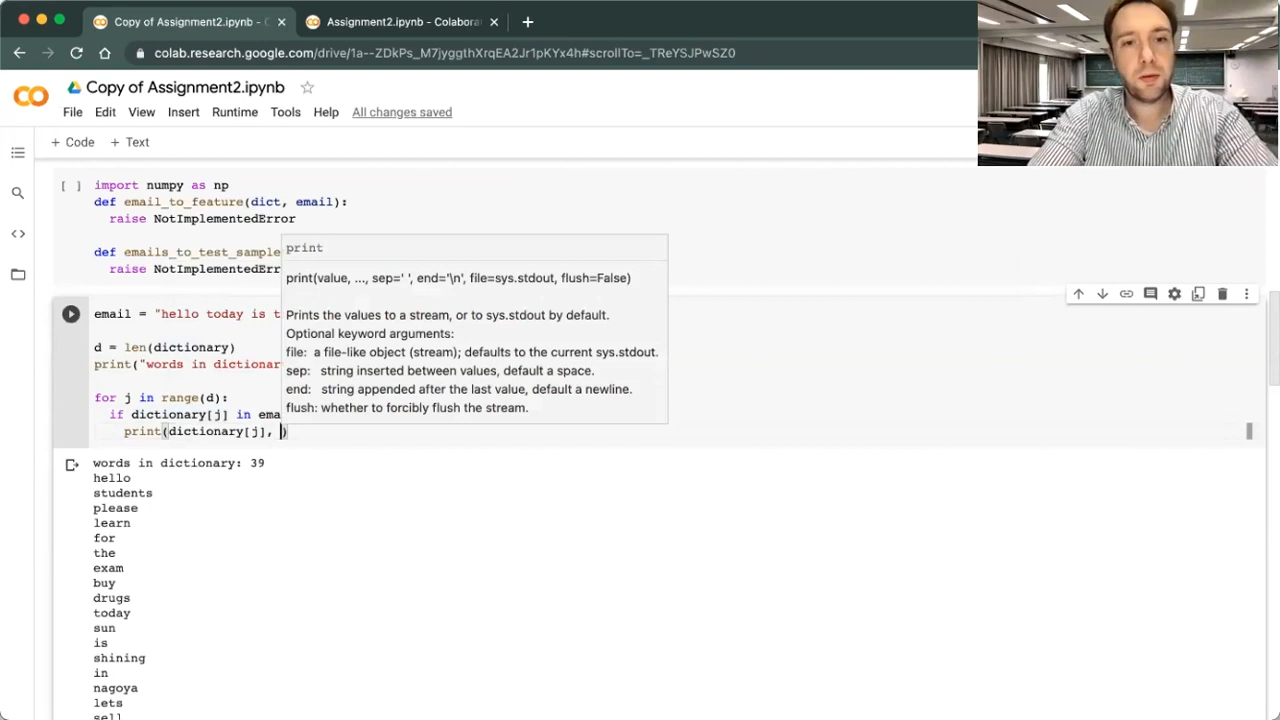 Copy of Assignment2.ipynb - C
Assignment2.ipynb - Colaborat
colab.research.google.com/drive/1a--ZDkPs_M7jyggthXrqEA2Jr1pKYx4h#scrollTo=_TReYSJPwSZ0
Copy of Assignment2.ipynb
File Edit View Insert Runtime Tools Help All changes saved
+ Code + Text
[ ] import numpy as np
def email_to_feature(dict, email):
raise NotImplementedError
def emails_to_test_sample
raise NotImplementedErr
print
print(value, ..., sep=' ', end='\n', file=sys.stdout, flush=False)
Prints the values to a stream, or to sys.stdout by default.
Optional keyword arguments:
file: a file-like object (stream); defaults to the current sys.stdout.
sep: string inserted between values, default a space.
end: string appended after the last value, default a newline.
flush: whether to forcibly flush the stream.
email = "hello today is t
d = len(dictionary)
print("words in dictionar
for j in range(d):
if dictionary[j] in ema
print(dictionary[j], )
words in dictionary: 39
hello
students
please
learn
for
the
exam
buy
drugs
today
sun
is
shining
in
nagoya
lets
sell